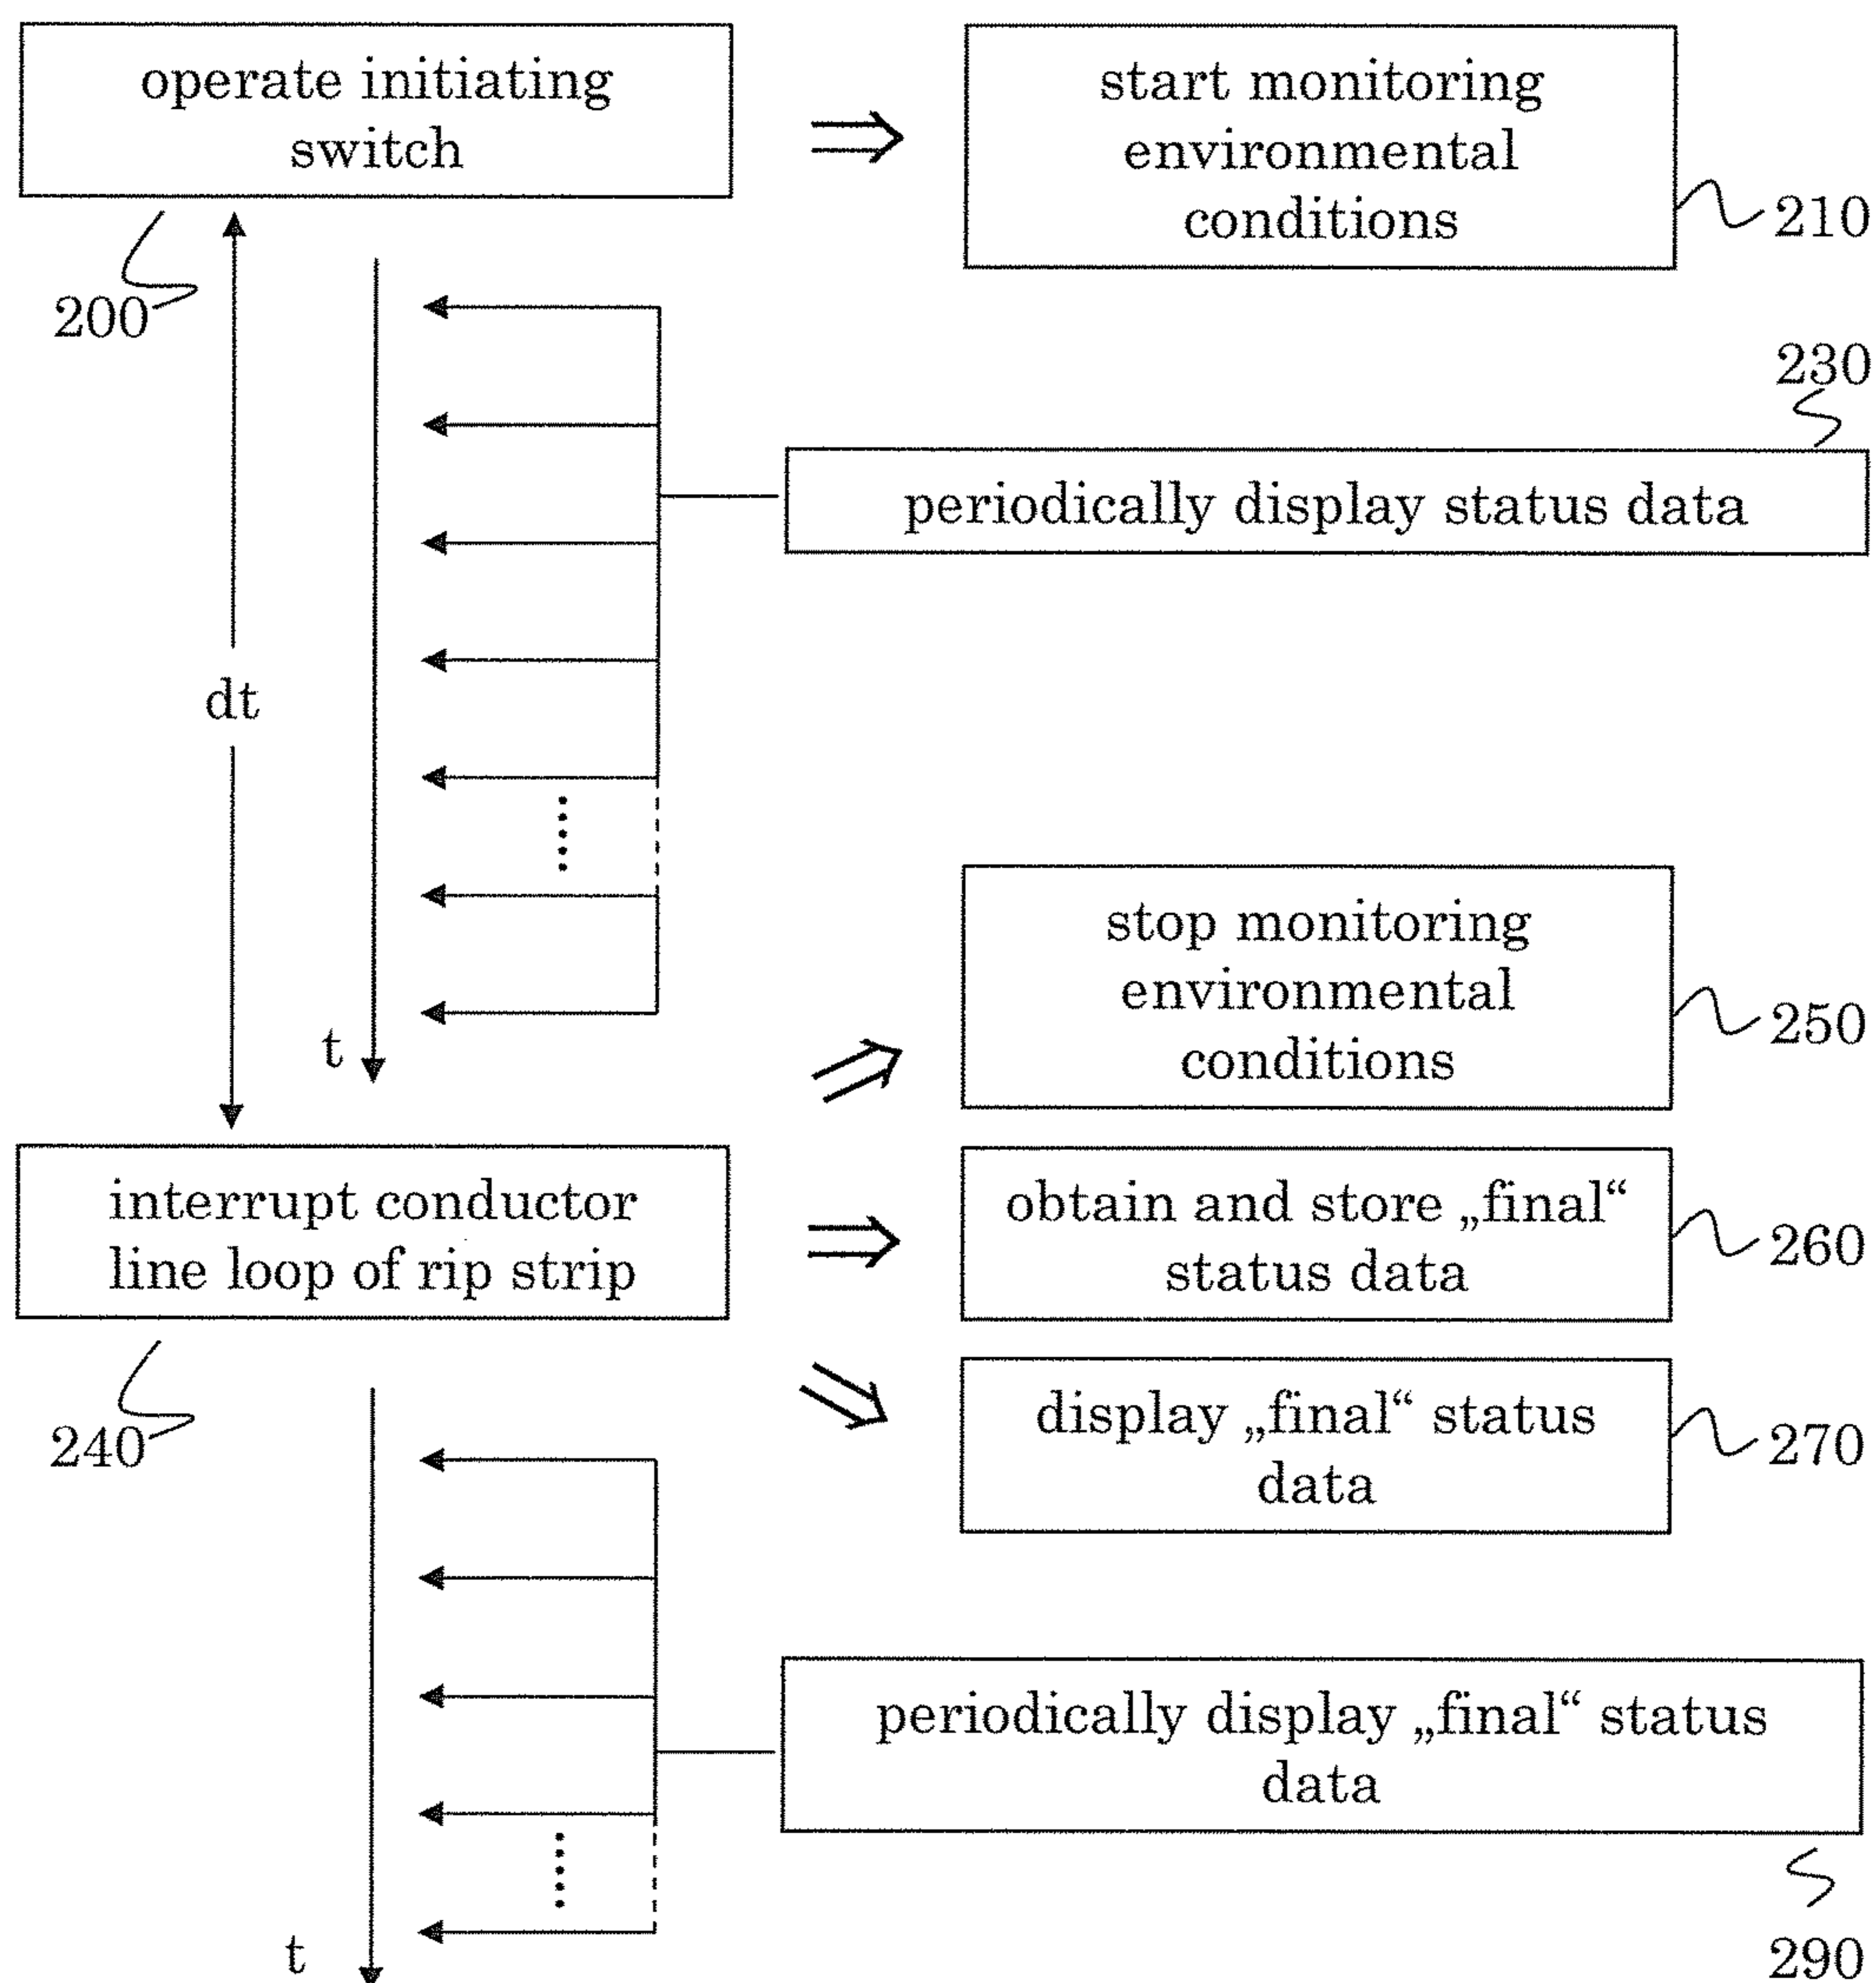 operate initiating
switch
start monitoring
environmental
conditions
210
200
230
periodically display status data
dt
stop monitoring
environmental
conditions
250
t
interrupt conductor
line loop of rip strip
obtain and store „final“
status data
260
display „final“ status
data
270
240
periodically display „final“ status
data
t
290